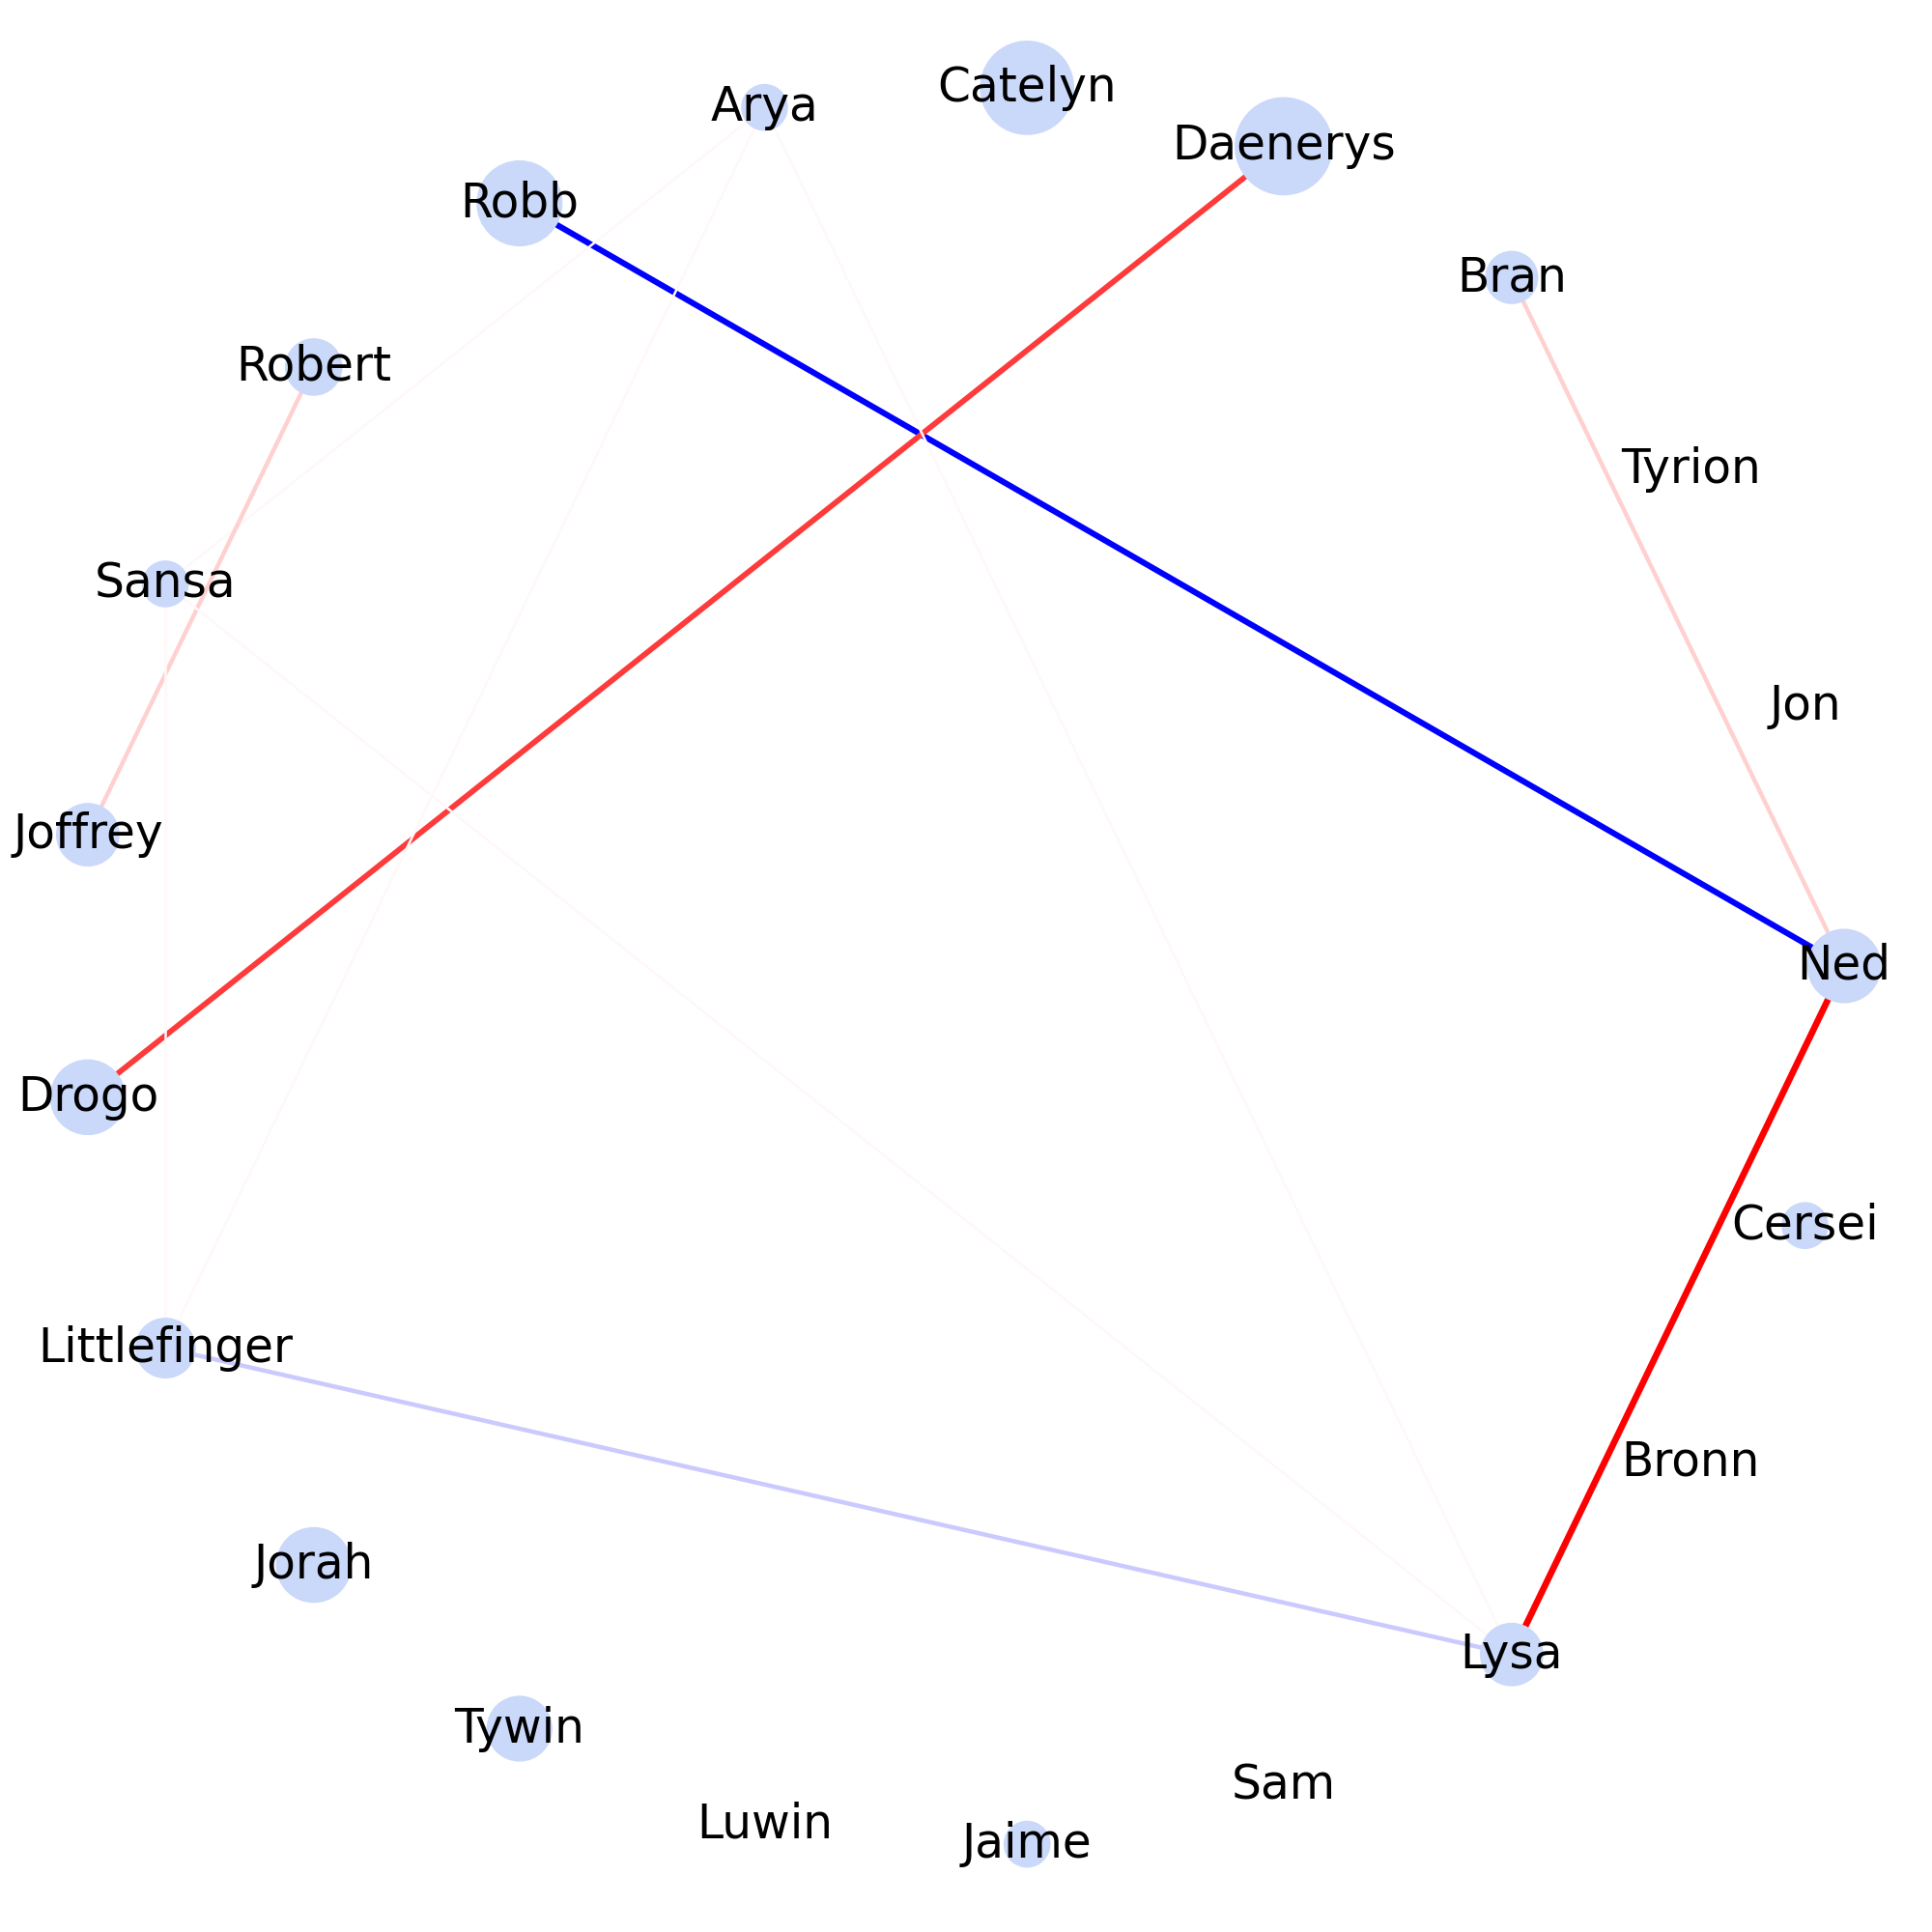 Catelyn
Arya
Daenerys
Robb
Bran
Robert
Tyrion
Sansa
Jon
Joffrey
Ned
Drogo
Cersei
Littlefinger
Bronn
Jorah
Lysa
Tywin
Sam
Luwin
Jaime